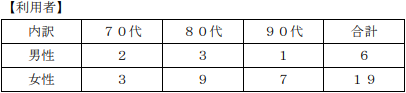 【利用者】
内訳 ７０代 ８０代 ９０代 合計
男性 ２ ３ １ ６
女性 ３ ９ ７ １９